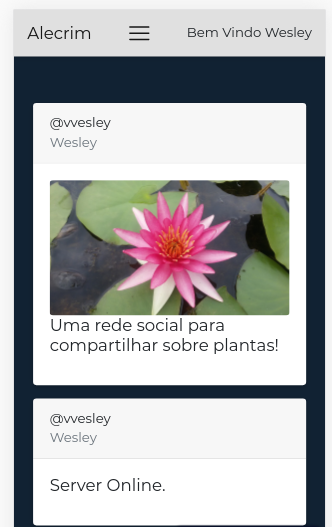 Alecrim
Bem Vindo Wesley
@vvesley
Wesley
Uma rede social para
compartilhar sobre plantas!
@vvesley
Wesley
Server Online.